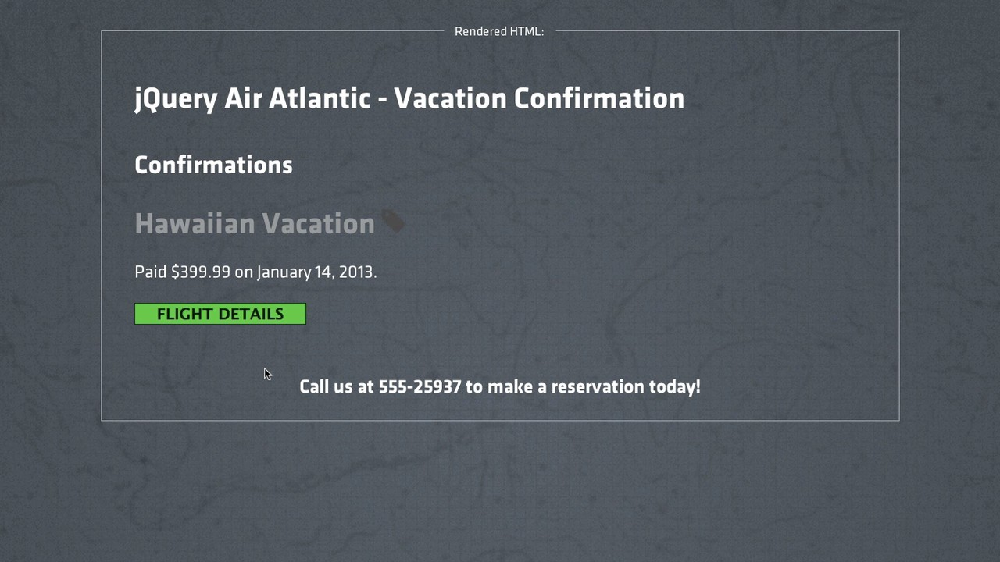 Rendered HTML:
jQuery Air Atlantic - Vacation Confirmation
Confirmations
Hawaiian Vacation
Paid $399.99 on January 14, 2013.
FLIGHT DETAILS
Call us at 555-25937 to make a reservation today!